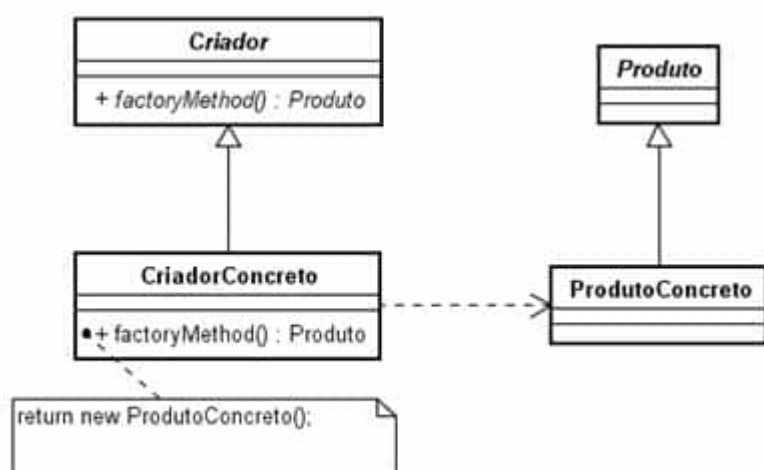 Criador
+ factoryMethod() : Produto
Produto
CriadorConcreto
+ factoryMethod() : Produto
ProdutoConcreto
return new ProdutoConcreto();